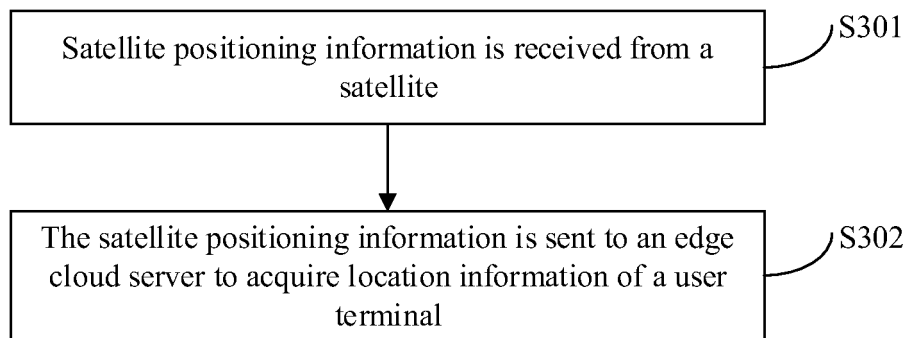 Satellite positioning information is received from a
satellite
S301
The satellite positioning information is sent to an edge
cloud server to acquire location information of a user
terminal
S302